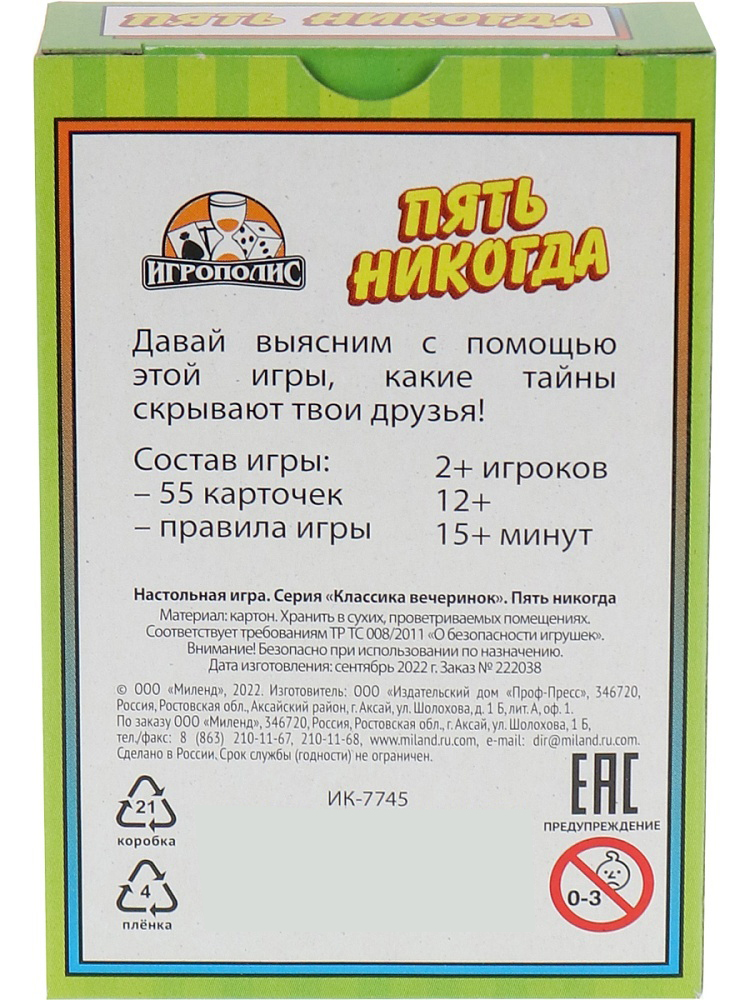 ПЯТЬ НИКОГДА
ИГРОПОЛИС
ПЯТЬ
НИКОГДА
Давай выясним с помощью
этой игры, какие тайны
скрывают твои друзья!
Состав игры:
– 55 карточек
– правила игры
2+ игроков
12+
15+ минут
Настольная игра. Серия «Классика вечеринок». Пять никогда
Материал: картон. Хранить в сухих, проветриваемых помещениях.
Соответствует требованиям ТР ТС 008/2011 «О безопасности игрушек».
Внимание! Безопасно при использовании по назначению.
Дата изготовления: сентябрь 2022 г. Заказ № 222038
© ООО «Миленд», 2022. Изготовитель: ООО «Издательский дом «Проф-Пресс», 346720,
Россия, Ростовская обл., Аксайский район, г. Аксай, ул. Шолохова, д. 1 Б, лит. А, оф. 1.
По заказу ООО «Миленд», 346720, Россия, Ростовская обл., г. Аксай, ул. Шолохова, 1 Б,
тел./факс: 8 (863) 210-11-67, 210-11-68, www.miland.ru.com, e-mail: dir@miland.ru.com.
Сделано в России. Срок службы (годности) не ограничен.
21
коробка
4
плёнка
ИК-7745
ЕАС
ПРЕДУПРЕЖДЕНИЕ
0-3